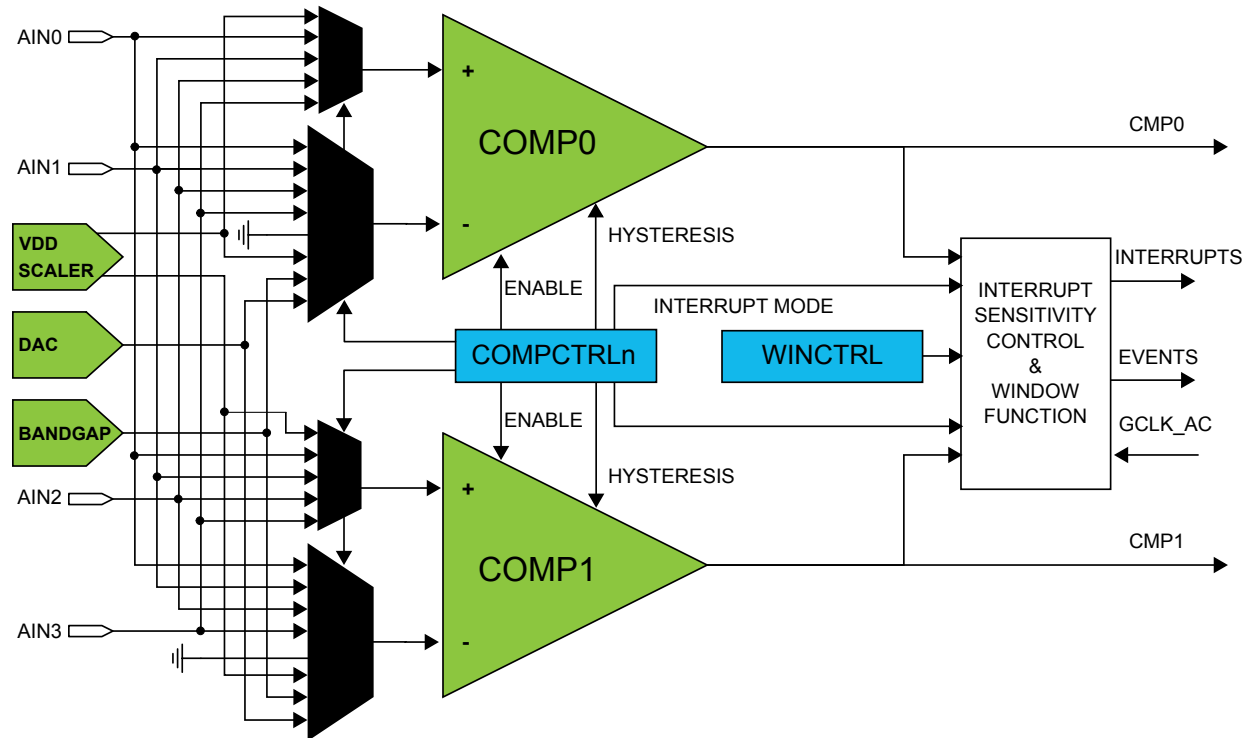 AIN0
+
COMP0
CMP0
AIN1
-
HYSTERESIS
VDD
SCALER
ENABLE
INTERRUPT MODE
INTERRUPTS
INTERRUPT
SENSITIVITY
CONTROL
&
WINDOW
FUNCTION
DAC
COMPCTRLn
WINCTRL
EVENTS
BANDGAP
ENABLE
GCLK_AC
HYSTERESIS
AIN2
+
COMP1
CMP1
AIN3
-